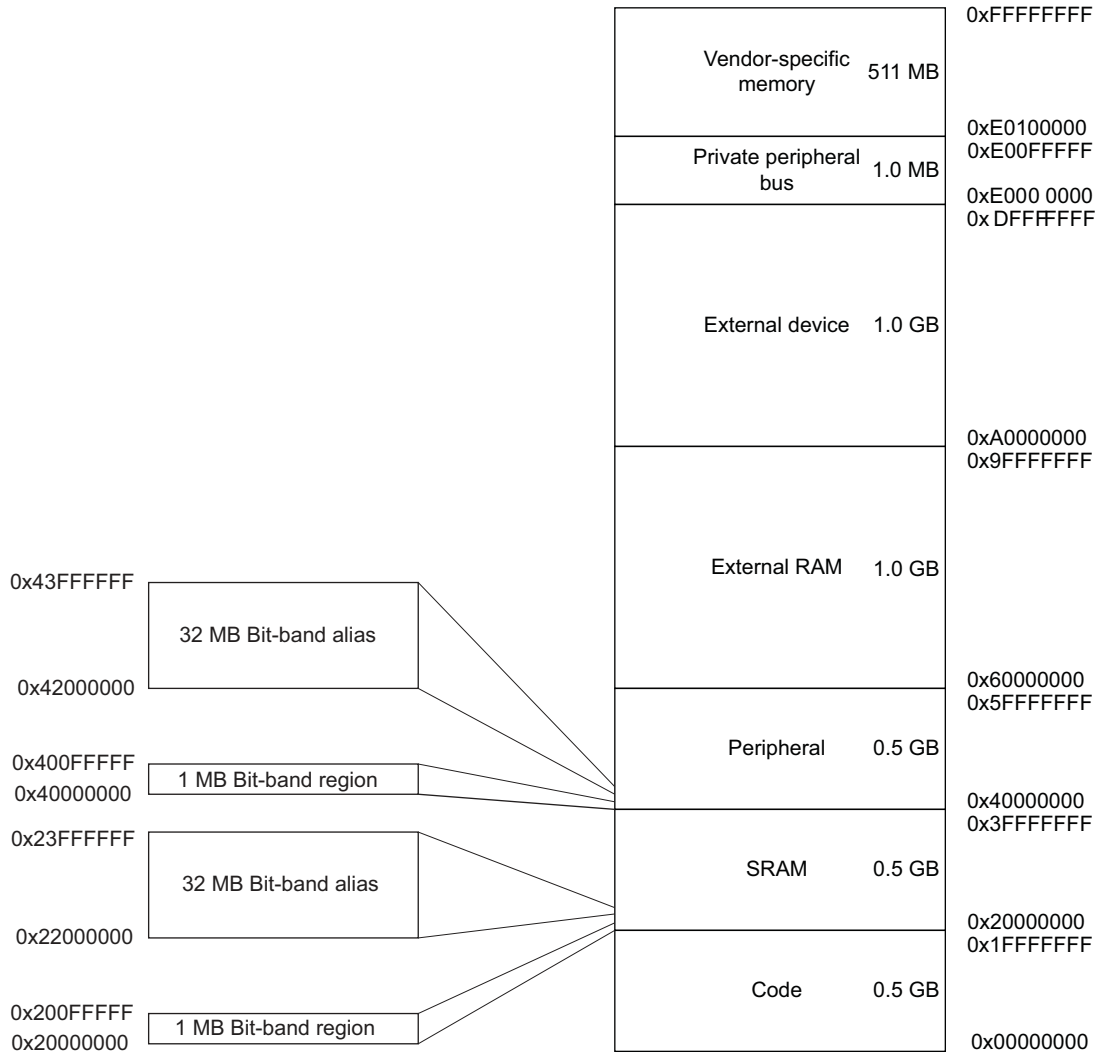 0xFFFFFFFF
Vendor-specific
memory
511 MB
0xE0100000
0xE00FFFFF
Private peripheral
bus
1.0 MB
0xE000 0000
0x DFFFFFFF
External device
1.0 GB
0xA0000000
0x9FFFFFFF
External RAM
1.0 GB
0x43FFFFFF
32 MB Bit-band alias
0x42000000
0x60000000
0x5FFFFFFF
Peripheral
0.5 GB
0x400FFFFF
1 MB Bit-band region
0x40000000
0x40000000
0x3FFFFFFF
0x23FFFFFF
32 MB Bit-band alias
0x22000000
SRAM
0.5 GB
0x20000000
0x1FFFFFFF
Code
0.5 GB
0x200FFFFF
1 MB Bit-band region
0x20000000
0x00000000